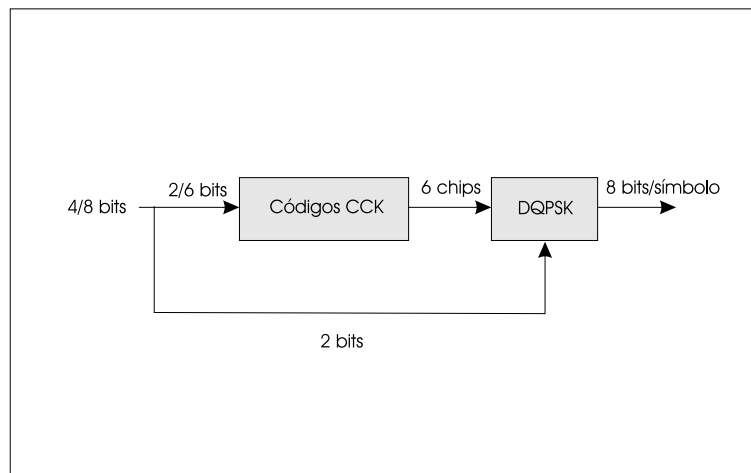 4/8 bits
2/6 bits
Códigos CCK
6 chips
DQPSK
8 bits/símbolo
2 bits